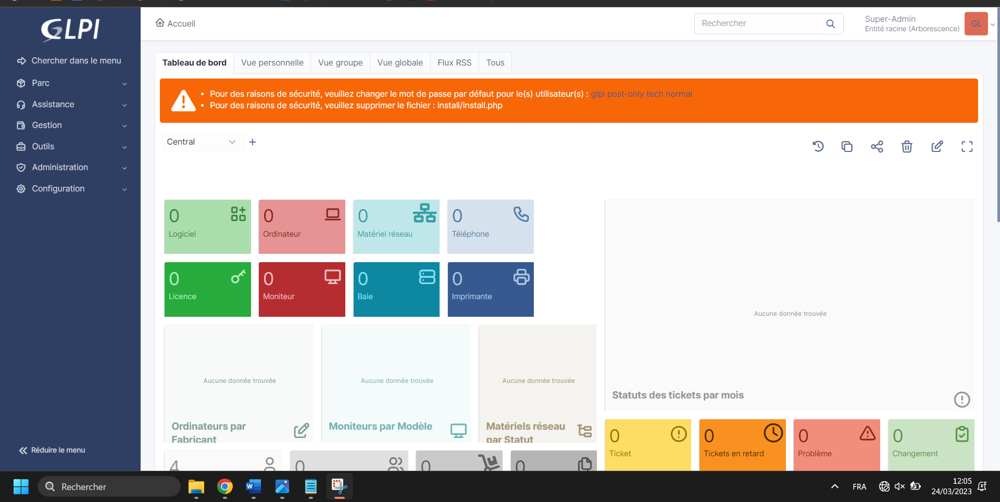 GLPI
Accueil
Rechercher
Super-Admin
Entité racine (Arborescence)
GL
Chercher dans le menu
Parc
Assistance
Gestion
Outils
Administration
Configuration
Réduire le menu
Tableau de bord
Vue personnelle
Vue groupe
Vue globale
Flux RSS
Tous
• Pour des raisons de sécurité, veuillez changer le mot de passe par défaut pour le(s) utilisateur(s) : glpi post-only tech normal
• Pour des raisons de sécurité, veuillez supprimer le fichier : install/install.php
Central
0
Logiciel
0
Ordinateur
0
Matériel réseau
0
Téléphone
0
Licence
0
Moniteur
0
Baie
0
Imprimante
Aucune donnée trouvée
Ordinateurs par
Fabricant
Aucune donnée trouvée
Moniteurs par Modèle
Aucune donnée trouvée
Matériels réseau
par Statut
Aucune donnée trouvée
Statuts des tickets par mois
4
0
0
0
0
Ticket
0
Tickets en retard
0
Problème
0
Changement
Rechercher
FRA
12:05
24/03/2023